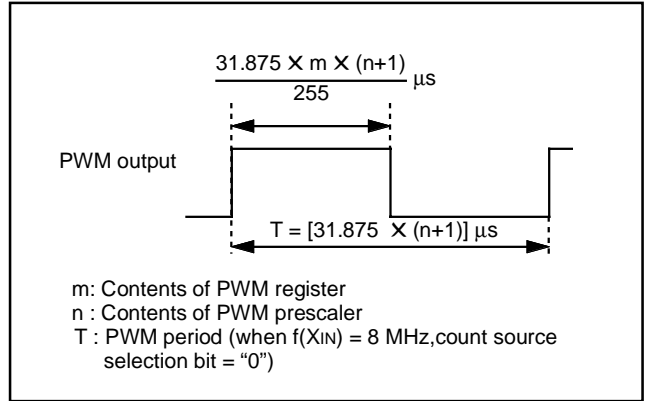 31.875 X m X (n+1)
255
μs
PWM output
T = [31.875 X (n+1)] μs
m: Contents of PWM register
n : Contents of PWM prescaler
T : PWM period (when f(XIN) = 8 MHz,count source
selection bit = “0”)